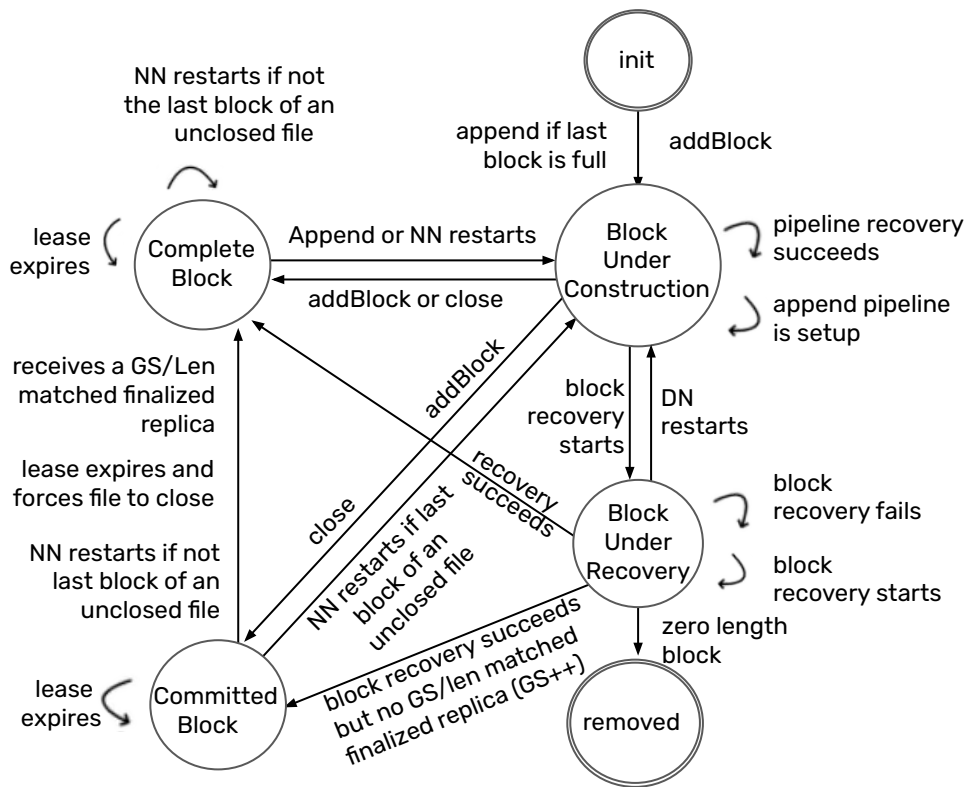 init
NN restarts if not
the last block of an
unclosed file
append if last
block is full
addBlock
lease
expires
Complete
Block
Append or NN restarts
addBlock or close
Block
Under
Construction
pipeline recovery
succeeds
append pipeline
is setup
receives a GS/Len
matched finalized
replica
lease expires and
forces file to close
NN restarts if not
last block of an
unclosed file
addBlock
close
NN restarts if last
block of an
unclosed file
recovery
succeeds
block
recovery
starts
DN
restarts
Block
Under
Recovery
block
recovery fails
block
recovery starts
zero length
block
block recovery succeeds
but no GS/len matched
finalized replica (GS++)
lease
expires
Committed
Block
removed